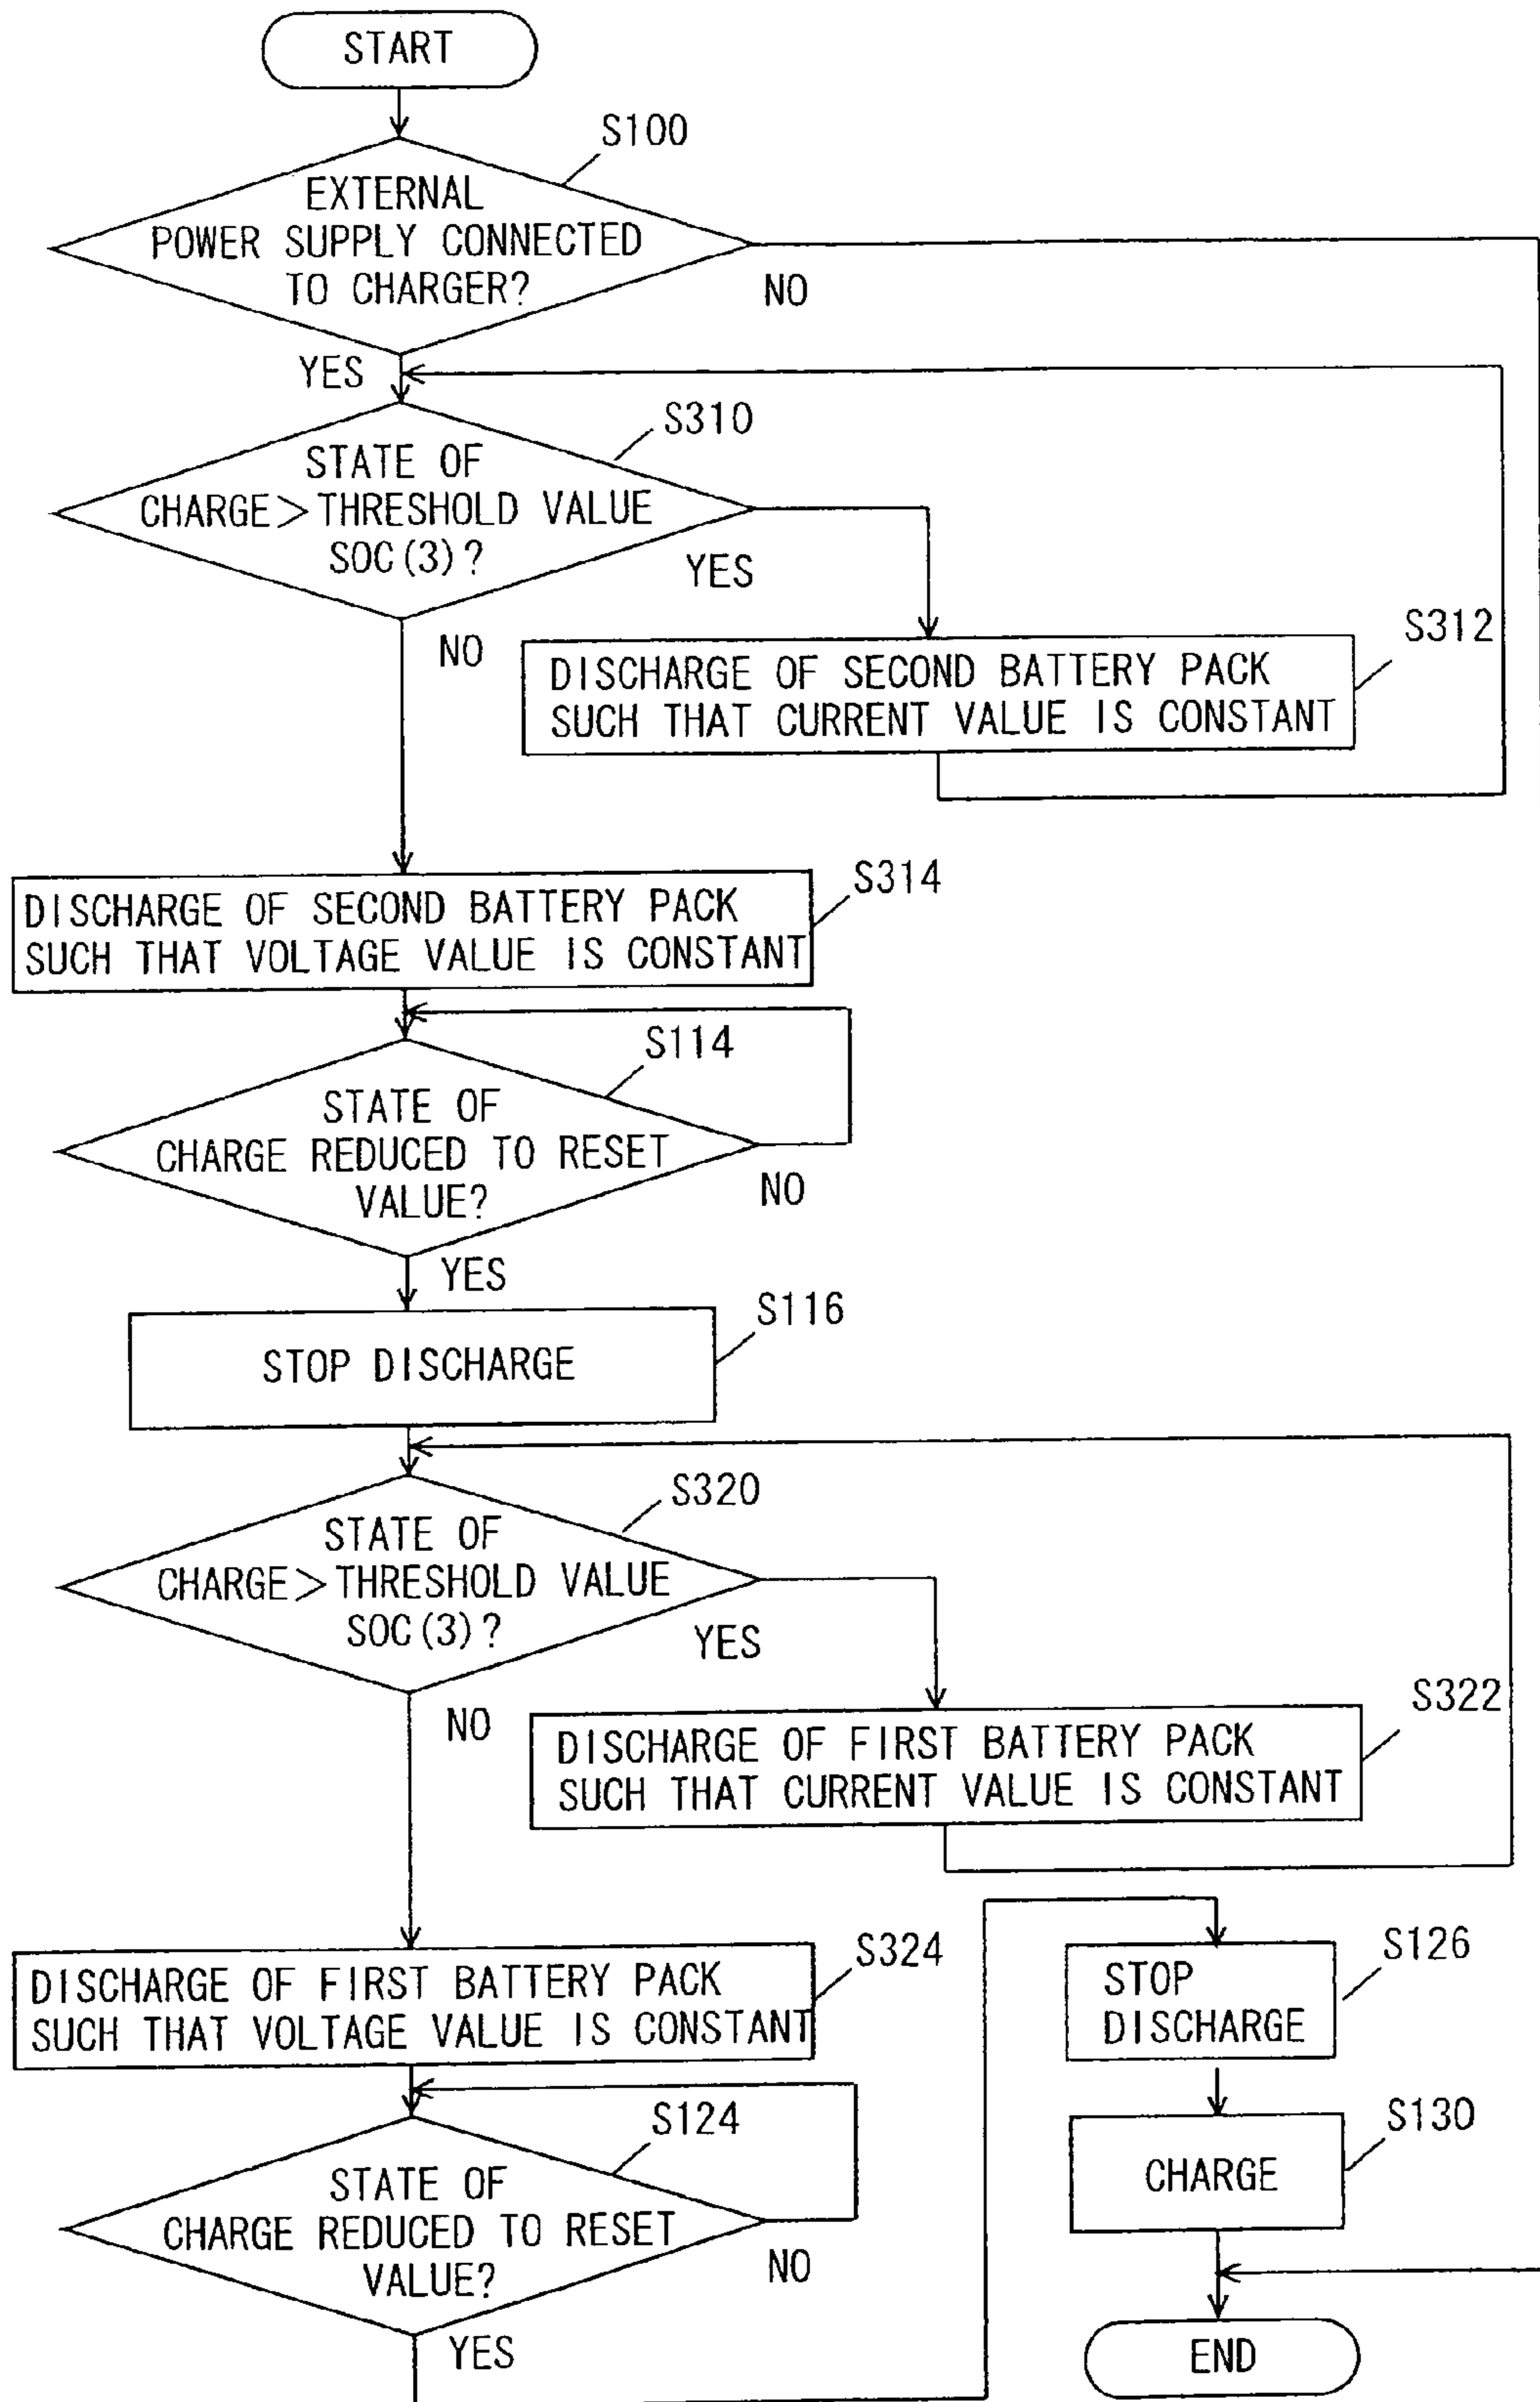 START
S100
EXTERNAL
POWER SUPPLY CONNECTED
TO CHARGER?
NO
YES
S310
STATE OF
CHARGE>THRESHOLD VALUE
SOC(3)?
YES
NO
S312
DISCHARGE OF SECOND BATTERY PACK
SUCH THAT CURRENT VALUE IS CONSTANT
S314
DISCHARGE OF SECOND BATTERY PACK
SUCH THAT VOLTAGE VALUE IS CONSTANT
S114
STATE OF
CHARGE REDUCED TO RESET
VALUE?
NO
YES
S116
STOP DISCHARGE
S320
STATE OF
CHARGE>THRESHOLD VALUE
SOC(3)?
YES
NO
S322
DISCHARGE OF FIRST BATTERY PACK
SUCH THAT CURRENT VALUE IS CONSTANT
S324
DISCHARGE OF FIRST BATTERY PACK
SUCH THAT VOLTAGE VALUE IS CONSTANT
S124
STATE OF
CHARGE REDUCED TO RESET
VALUE?
NO
YES
S126
STOP
DISCHARGE
S130
CHARGE
END